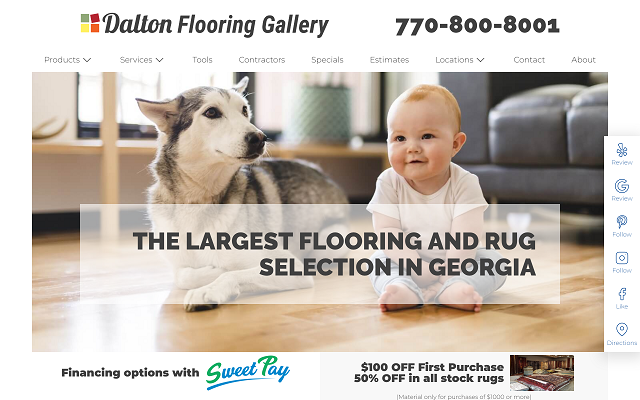 Dalton Flooring Gallery
770-800-8001
Products Services Tools Contractors Specials Estimates Locations Contact About
THE LARGEST FLOORING AND RUG
SELECTION IN GEORGIA
Review
Review
Follow
Follow
Like
Directions
Financing options with Sweet Pay
$100 OFF First Purchase
50% OFF in all stock rugs
(Material only for purchases of $1000 or more)